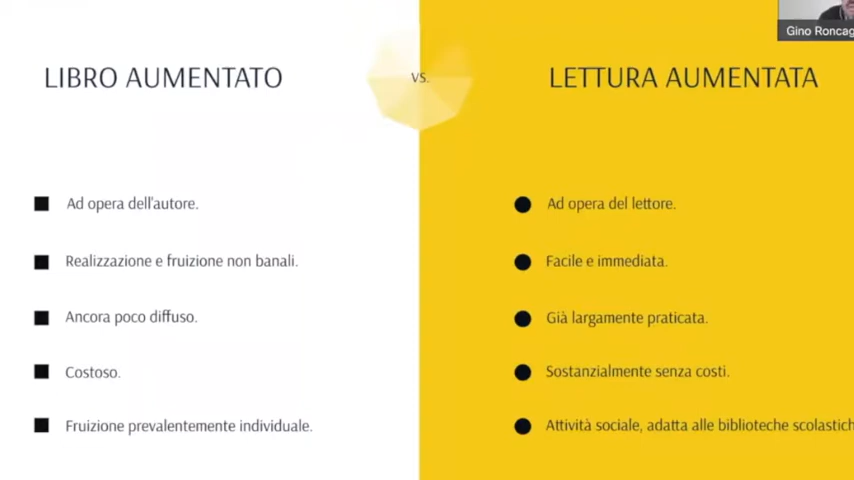 Gino Roncag
LIBRO AUMENTATO
VS.
LETTURA AUMENTATA
Ad opera dell'autore.
Realizzazione e fruizione non banali.
Ancora poco diffuso.
Costoso.
Fruizione prevalentemente individuale.
Ad opera del lettore.
Facile e immediata.
Già largamente praticata.
Sostanzialmente senza costi.
Attività sociale, adatta alle biblioteche scolastich